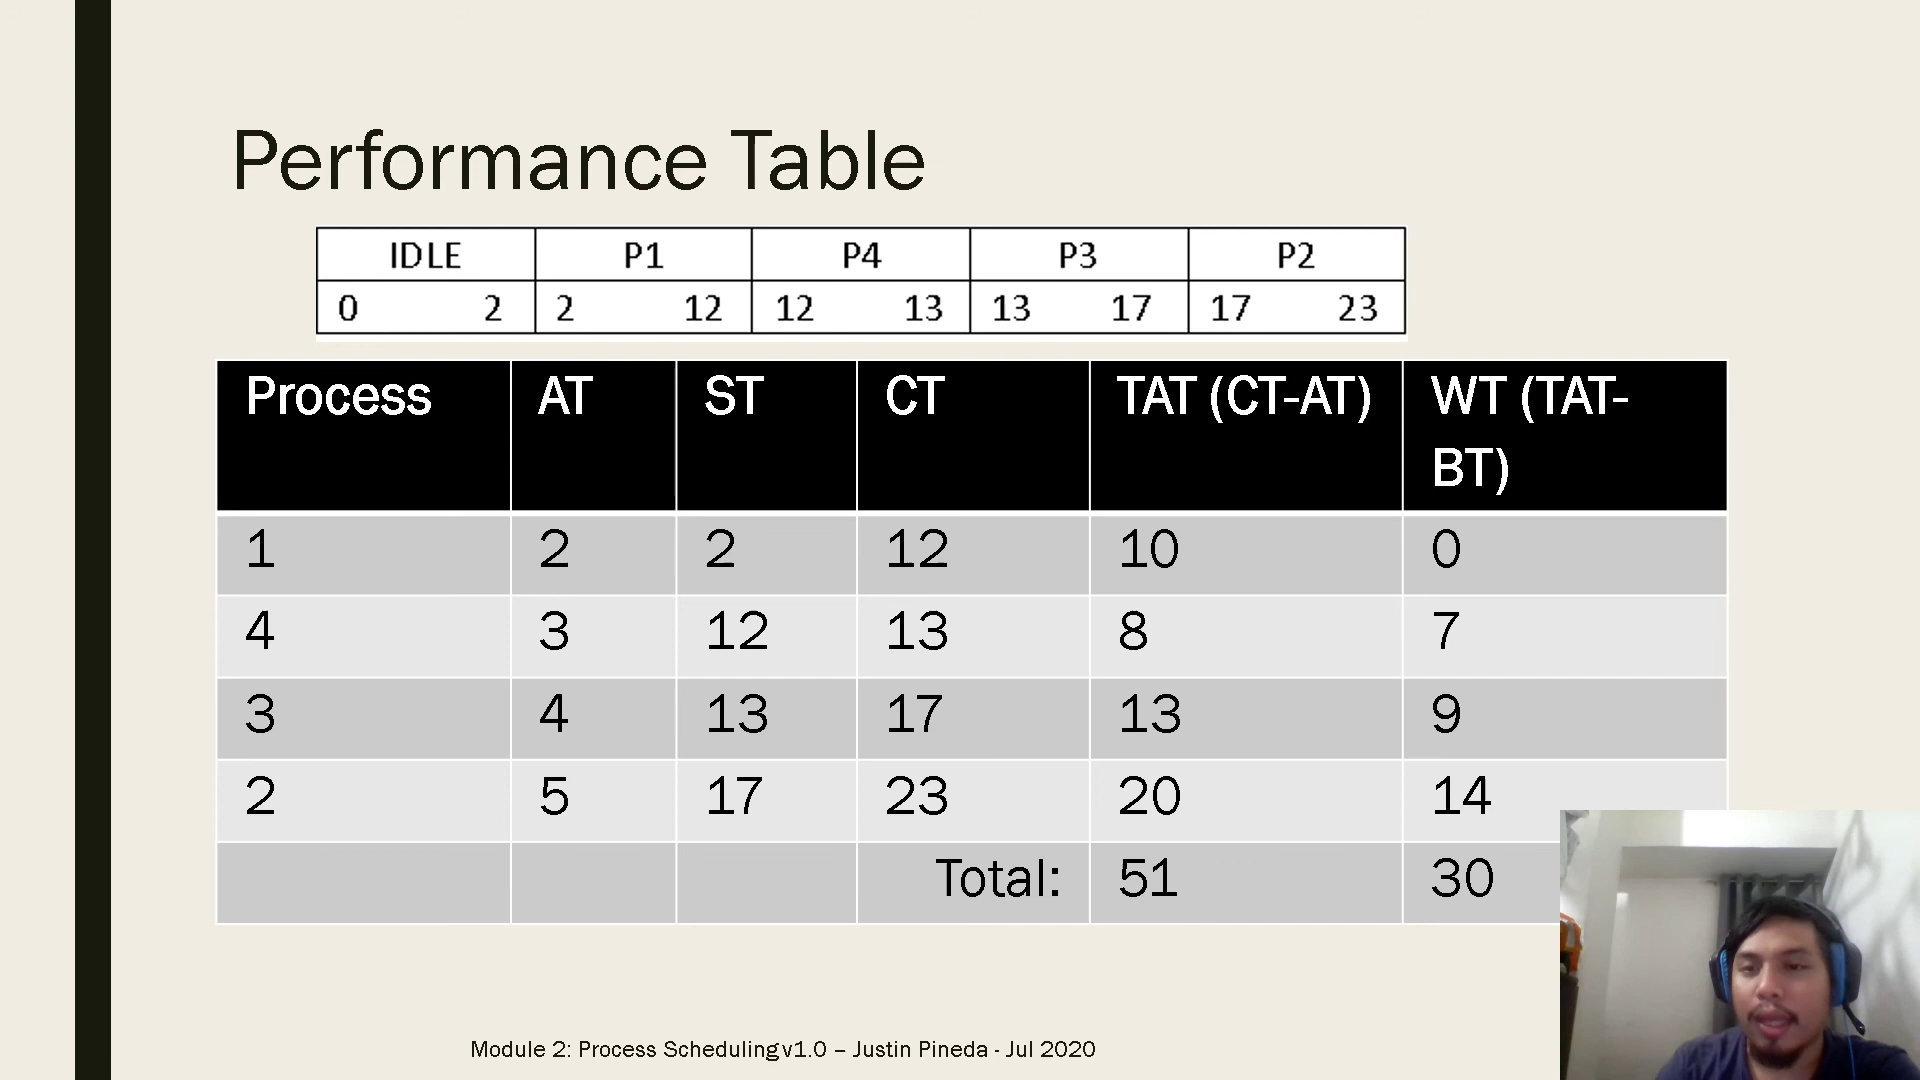 Performance Table
IDLE P1 P4 P3 P2
0 2 2 12 12 13 13 17 17 23
Process AT ST CT TAT (CT-AT) WT (TAT-
BT)
1 2 2 12 10 0
4 3 12 13 8 7
3 4 13 17 13 9
2 5 17 23 20 14
Total: 51 30
Module 2: Process Scheduling v1.0 – Justin Pineda - Jul 2020